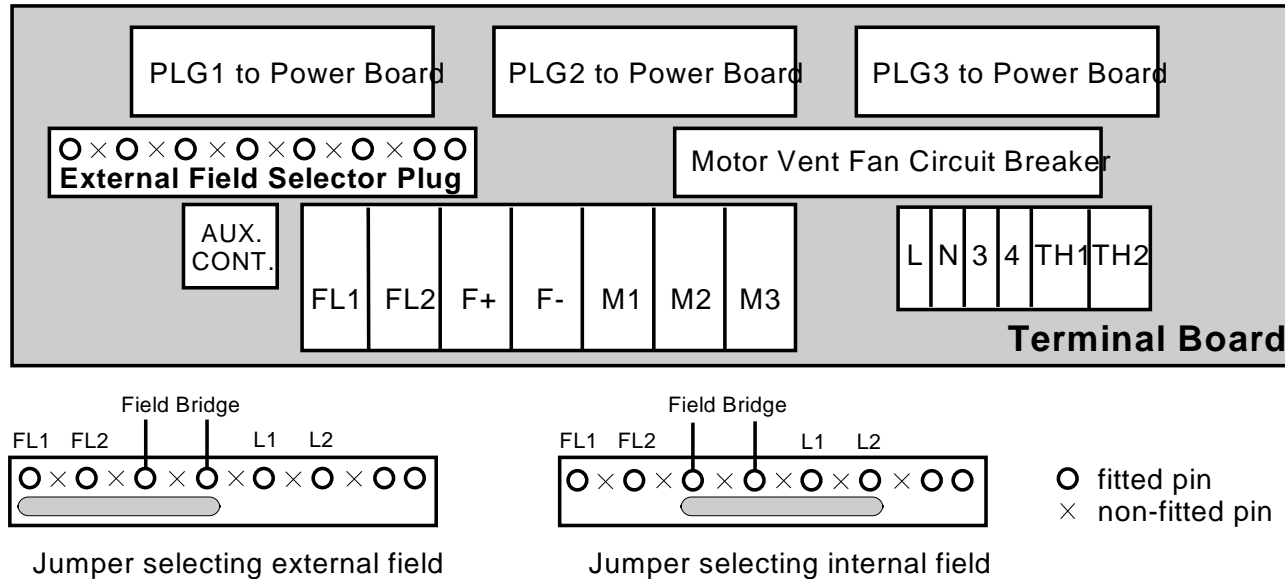 PLG1 to Power Board
PLG2 to Power Board
PLG3 to Power Board
External Field Selector Plug
Motor Vent Fan Circuit Breaker
AUX.
CONT.
FL1 FL2 F+ F- M1 M2 M3
L N 3 4 TH1 TH2
Terminal Board
Field Bridge
FL1 FL2 L1 L2
Jumper selecting external field
Field Bridge
FL1 FL2 L1 L2
Jumper selecting internal field
fitted pin
non-fitted pin